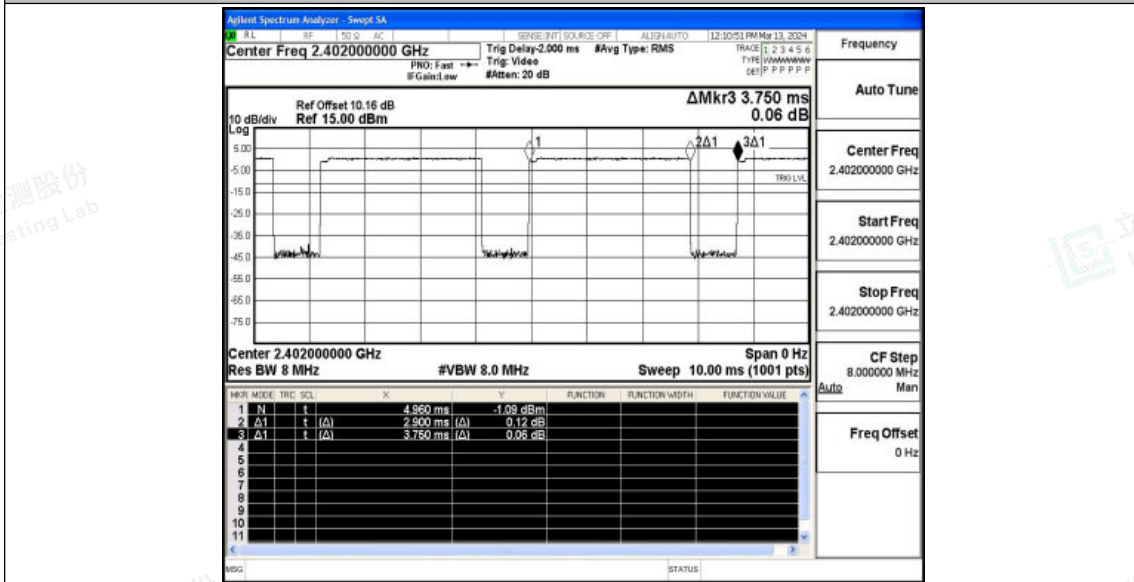 Agilent Spectrum Analyzer - Swept SA
RL RF 50 Ω AC SENSE:INT SOURCE OFF ALIGNAUTO 12:10:51 PM Mar 13, 2024
Center Freq 2.402000000 GHz
PNO: Fast
IFGain:Low
Trig Delay-2.000 ms #Avg Type: RMS
Trig: Video
#Atten: 20 dB
TRACE 1 2 3 4 5 6
TYPE
DET P P P P P P
Frequency
Auto Tune
Center Freq
2.402000000 GHz
Start Freq
2.402000000 GHz
Stop Freq
2.402000000 GHz
CF Step
8.000000 MHz
Auto Man
Freq Offset
0 Hz
ΔMkr3 3.750 ms
0.06 dB
Ref Offset 10.16 dB
10 dB/div Ref 15.00 dBm
Log
1 2Δ1 3Δ1
5.00
-5.00
TRIG LVL
-15.0
-25.0
-35.0
-45.0
-55.0
-65.0
-75.0
Center 2.402000000 GHz Span 0 Hz
Res BW 8 MHz #VBW 8.0 MHz Sweep 10.00 ms (1001 pts)
MKR MODE TRC SCL X Y FUNCTION FUNCTION WIDTH FUNCTION VALUE
1 N t 4.960 ms -1.09 dBm
2 Δ1 t (Δ) 2.900 ms (Δ) 0.12 dB
3 Δ1 t (Δ) 3.750 ms (Δ) 0.06 dB
4
5
6
7
8
9
10
11
MSG STATUS
测股份
sting Lab
立
LCS